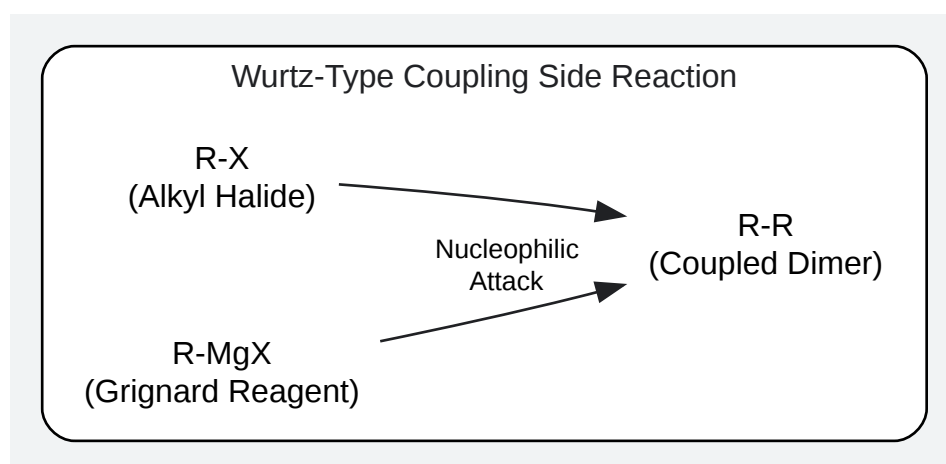 Wurtz-Type Coupling Side Reaction
R-X
(Alkyl Halide)
R-R
(Coupled Dimer)
Nucleophilic
Attack
R-MgX
(Grignard Reagent)